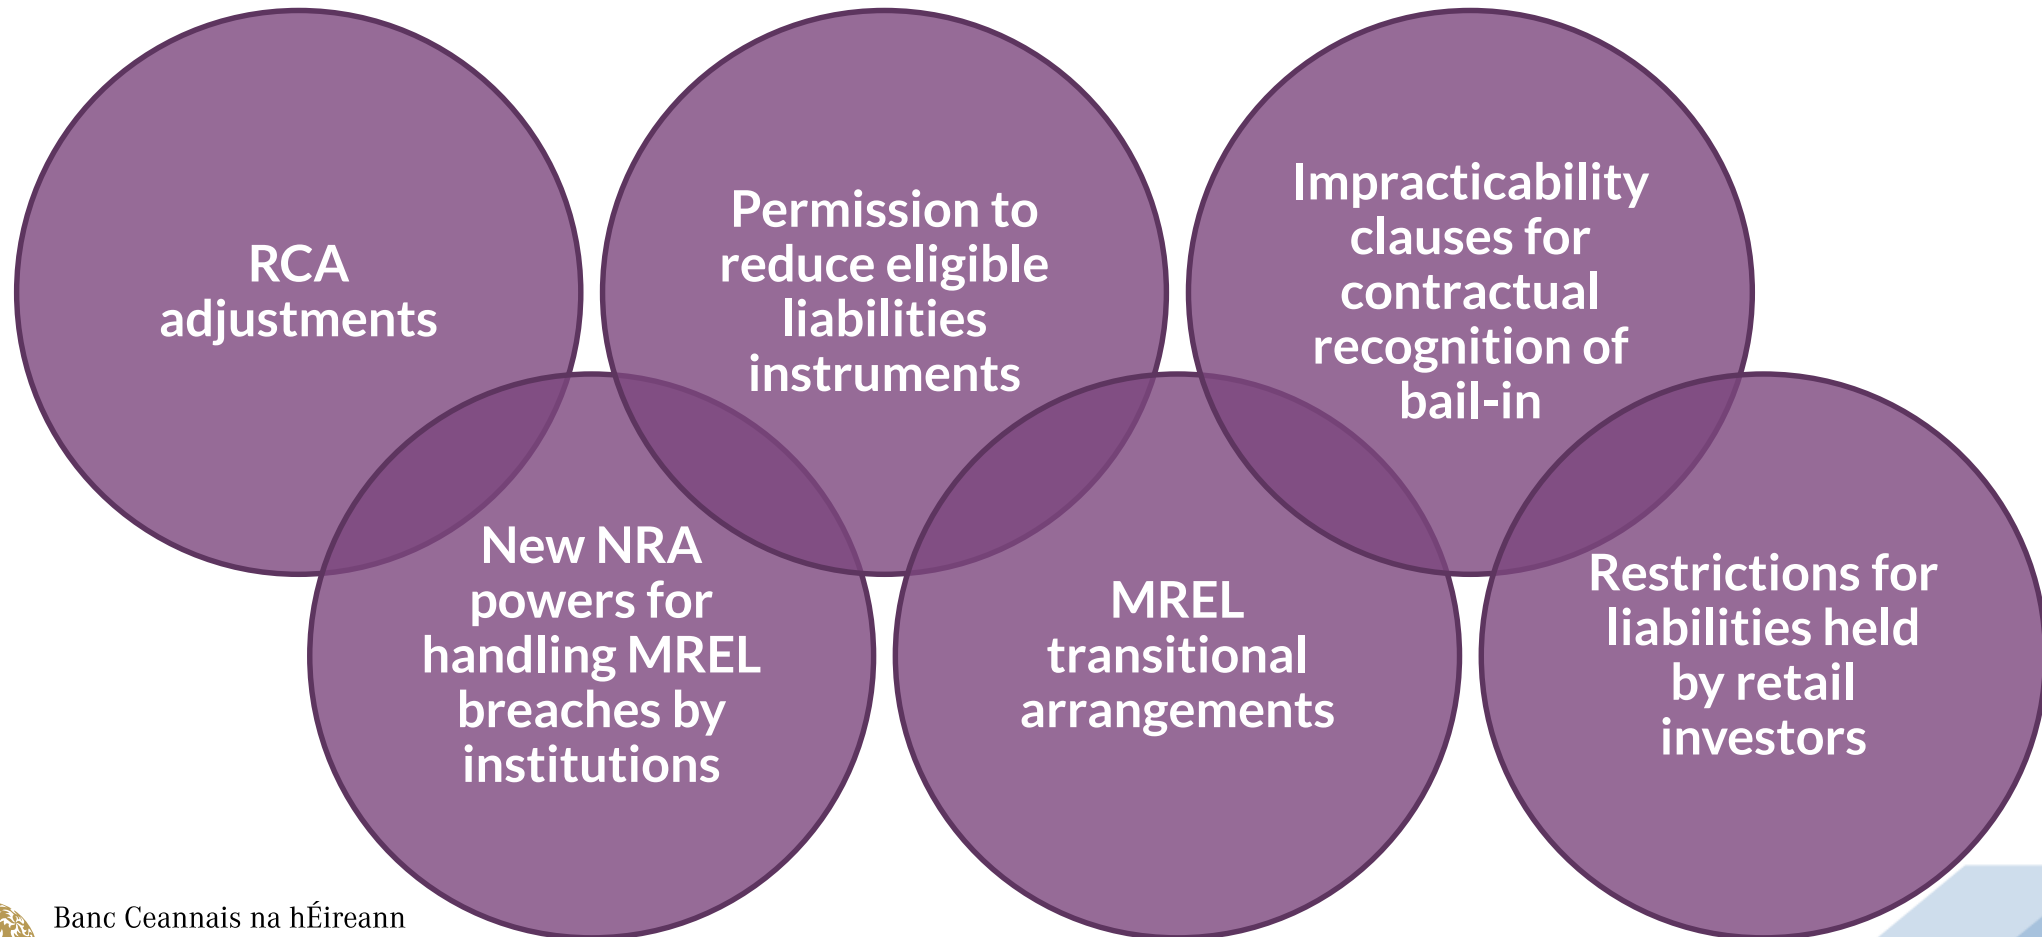 RCA
adjustments
New NRA
powers for
handling MREL
breaches by
institutions
Permission to
reduce eligible
liabilities
instruments
MREL
transitional
arrangements
Impracticability
clauses for
contractual
recognition of
bail-in
Restrictions for
liabilities held
by retail
investors
Banc Ceannais na hÉireann